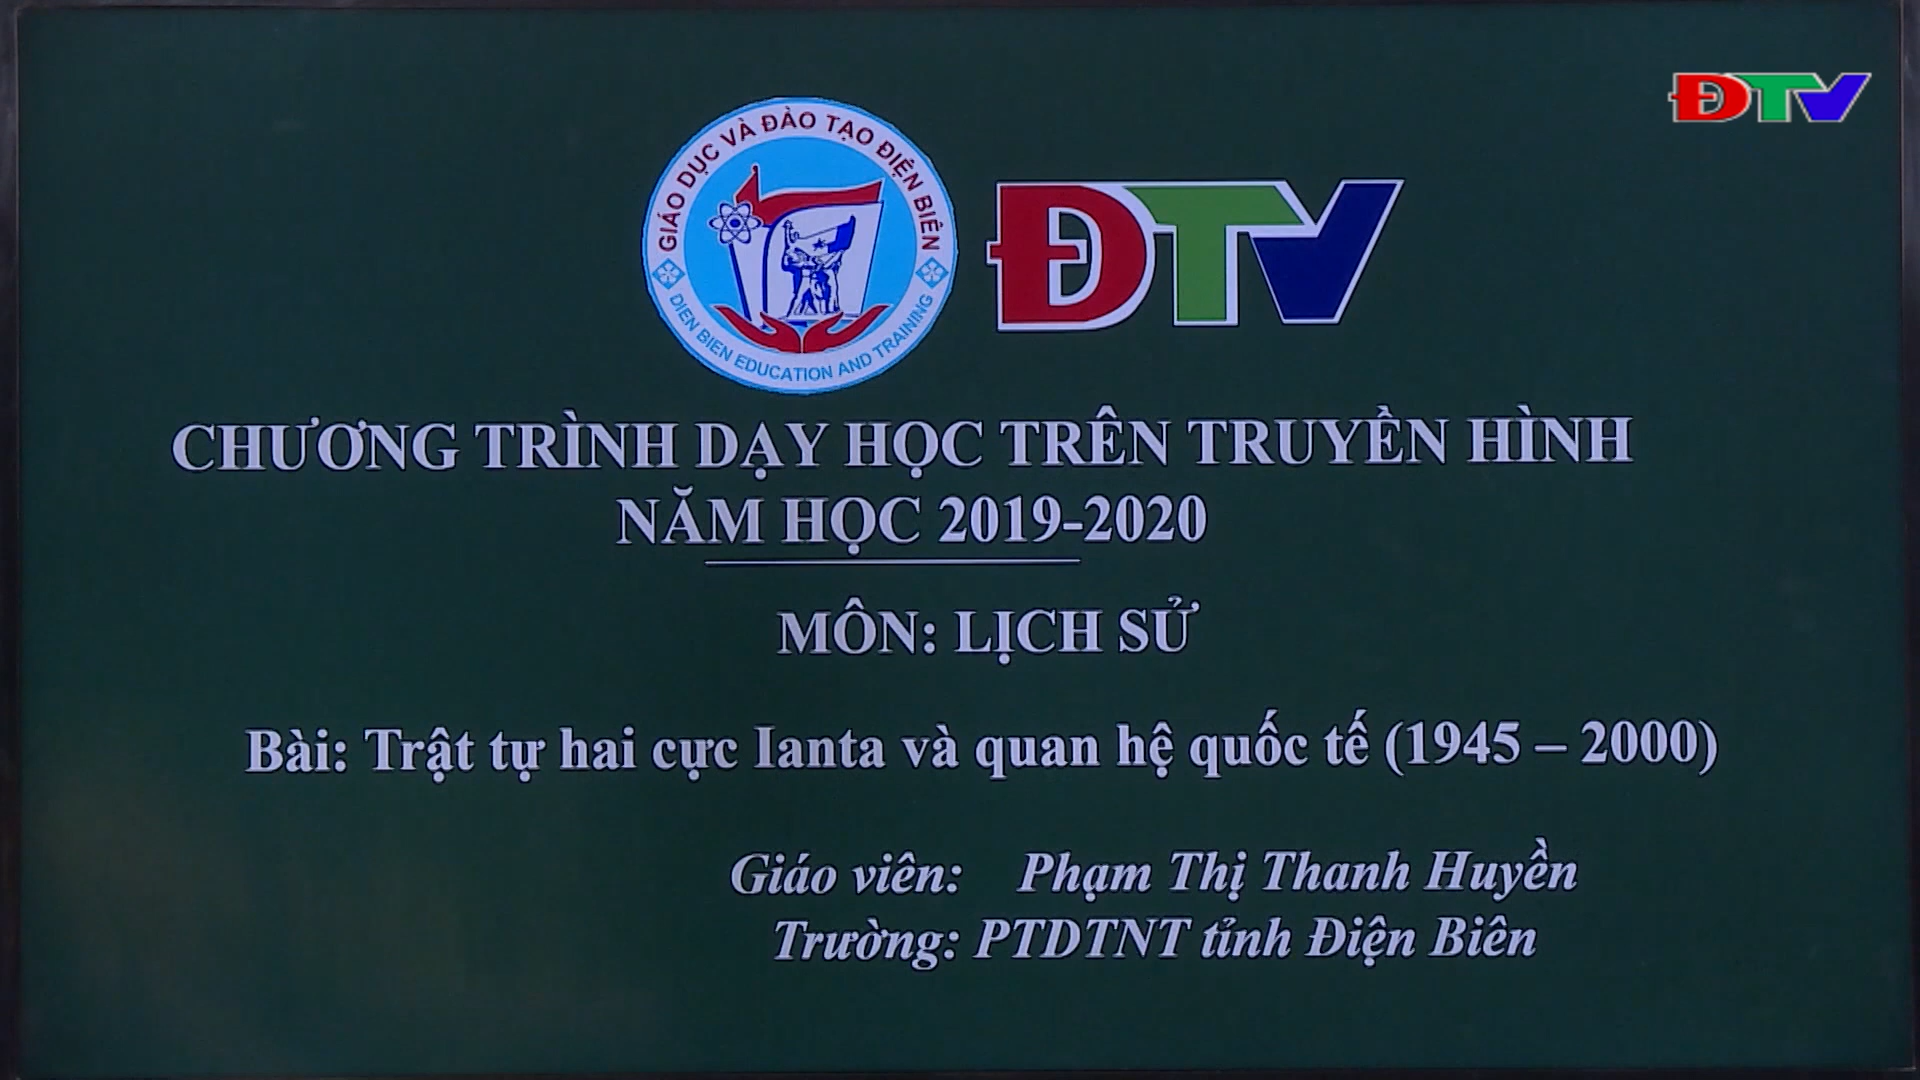 ĐTV
GIÁO DỤC VÀ ĐÀO TẠO ĐIỆN BIÊN
DIEN BIEN EDUCATION AND TRAINING
ĐTV
CHƯƠNG TRÌNH DẠY HỌC TRÊN TRUYỀN HÌNH
NĂM HỌC 2019-2020
MÔN: LỊCH SỬ
Bài: Trật tự hai cực Ianta và quan hệ quốc tế (1945 – 2000)
Giáo viên: Phạm Thị Thanh Huyền
Trường: PTDTNT tỉnh Điện Biên